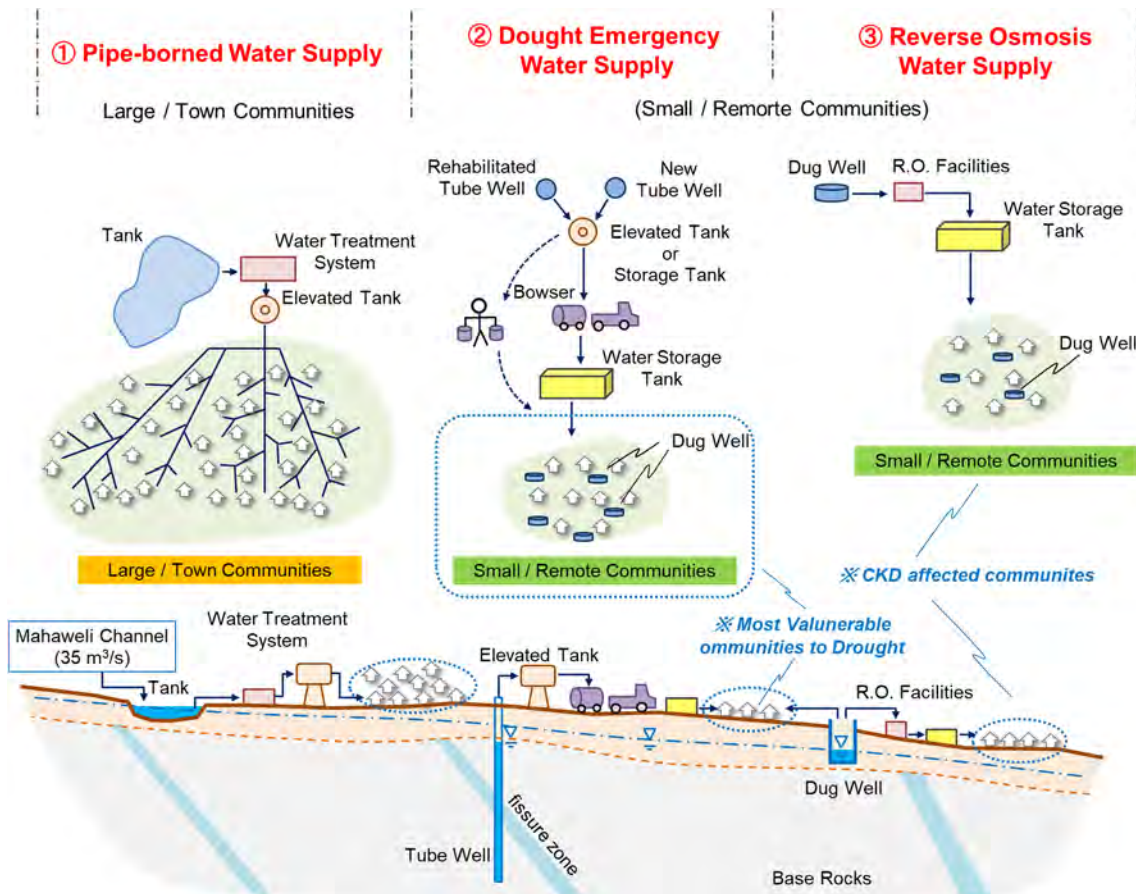 ① Pipe-borned Water Supply
Large / Town Communities
② Dought Emergency
Water Supply
③ Reverse Osmosis
Water Supply
(Small / Remorte Communities)
Tank
Water Treatment
System
Elevated Tank
Large / Town Communities
Rehabilitated
Tube Well
New
Tube Well
Elevated Tank
or
Storage Tank
Bowser
Water Storage
Tank
Dug Well
Small / Remote Communities
Dug Well
R.O. Facilities
Water Storage
Tank
Dug Well
Small / Remote Communities
※ CKD affected communites
※ Most Valunerable
ommunities to Drought
Mahaweli Channel
(35 m³/s)
Tank
Water Treatment
System
Elevated Tank
R.O. Facilities
Dug Well
Tube Well
fissure zone
Base Rocks